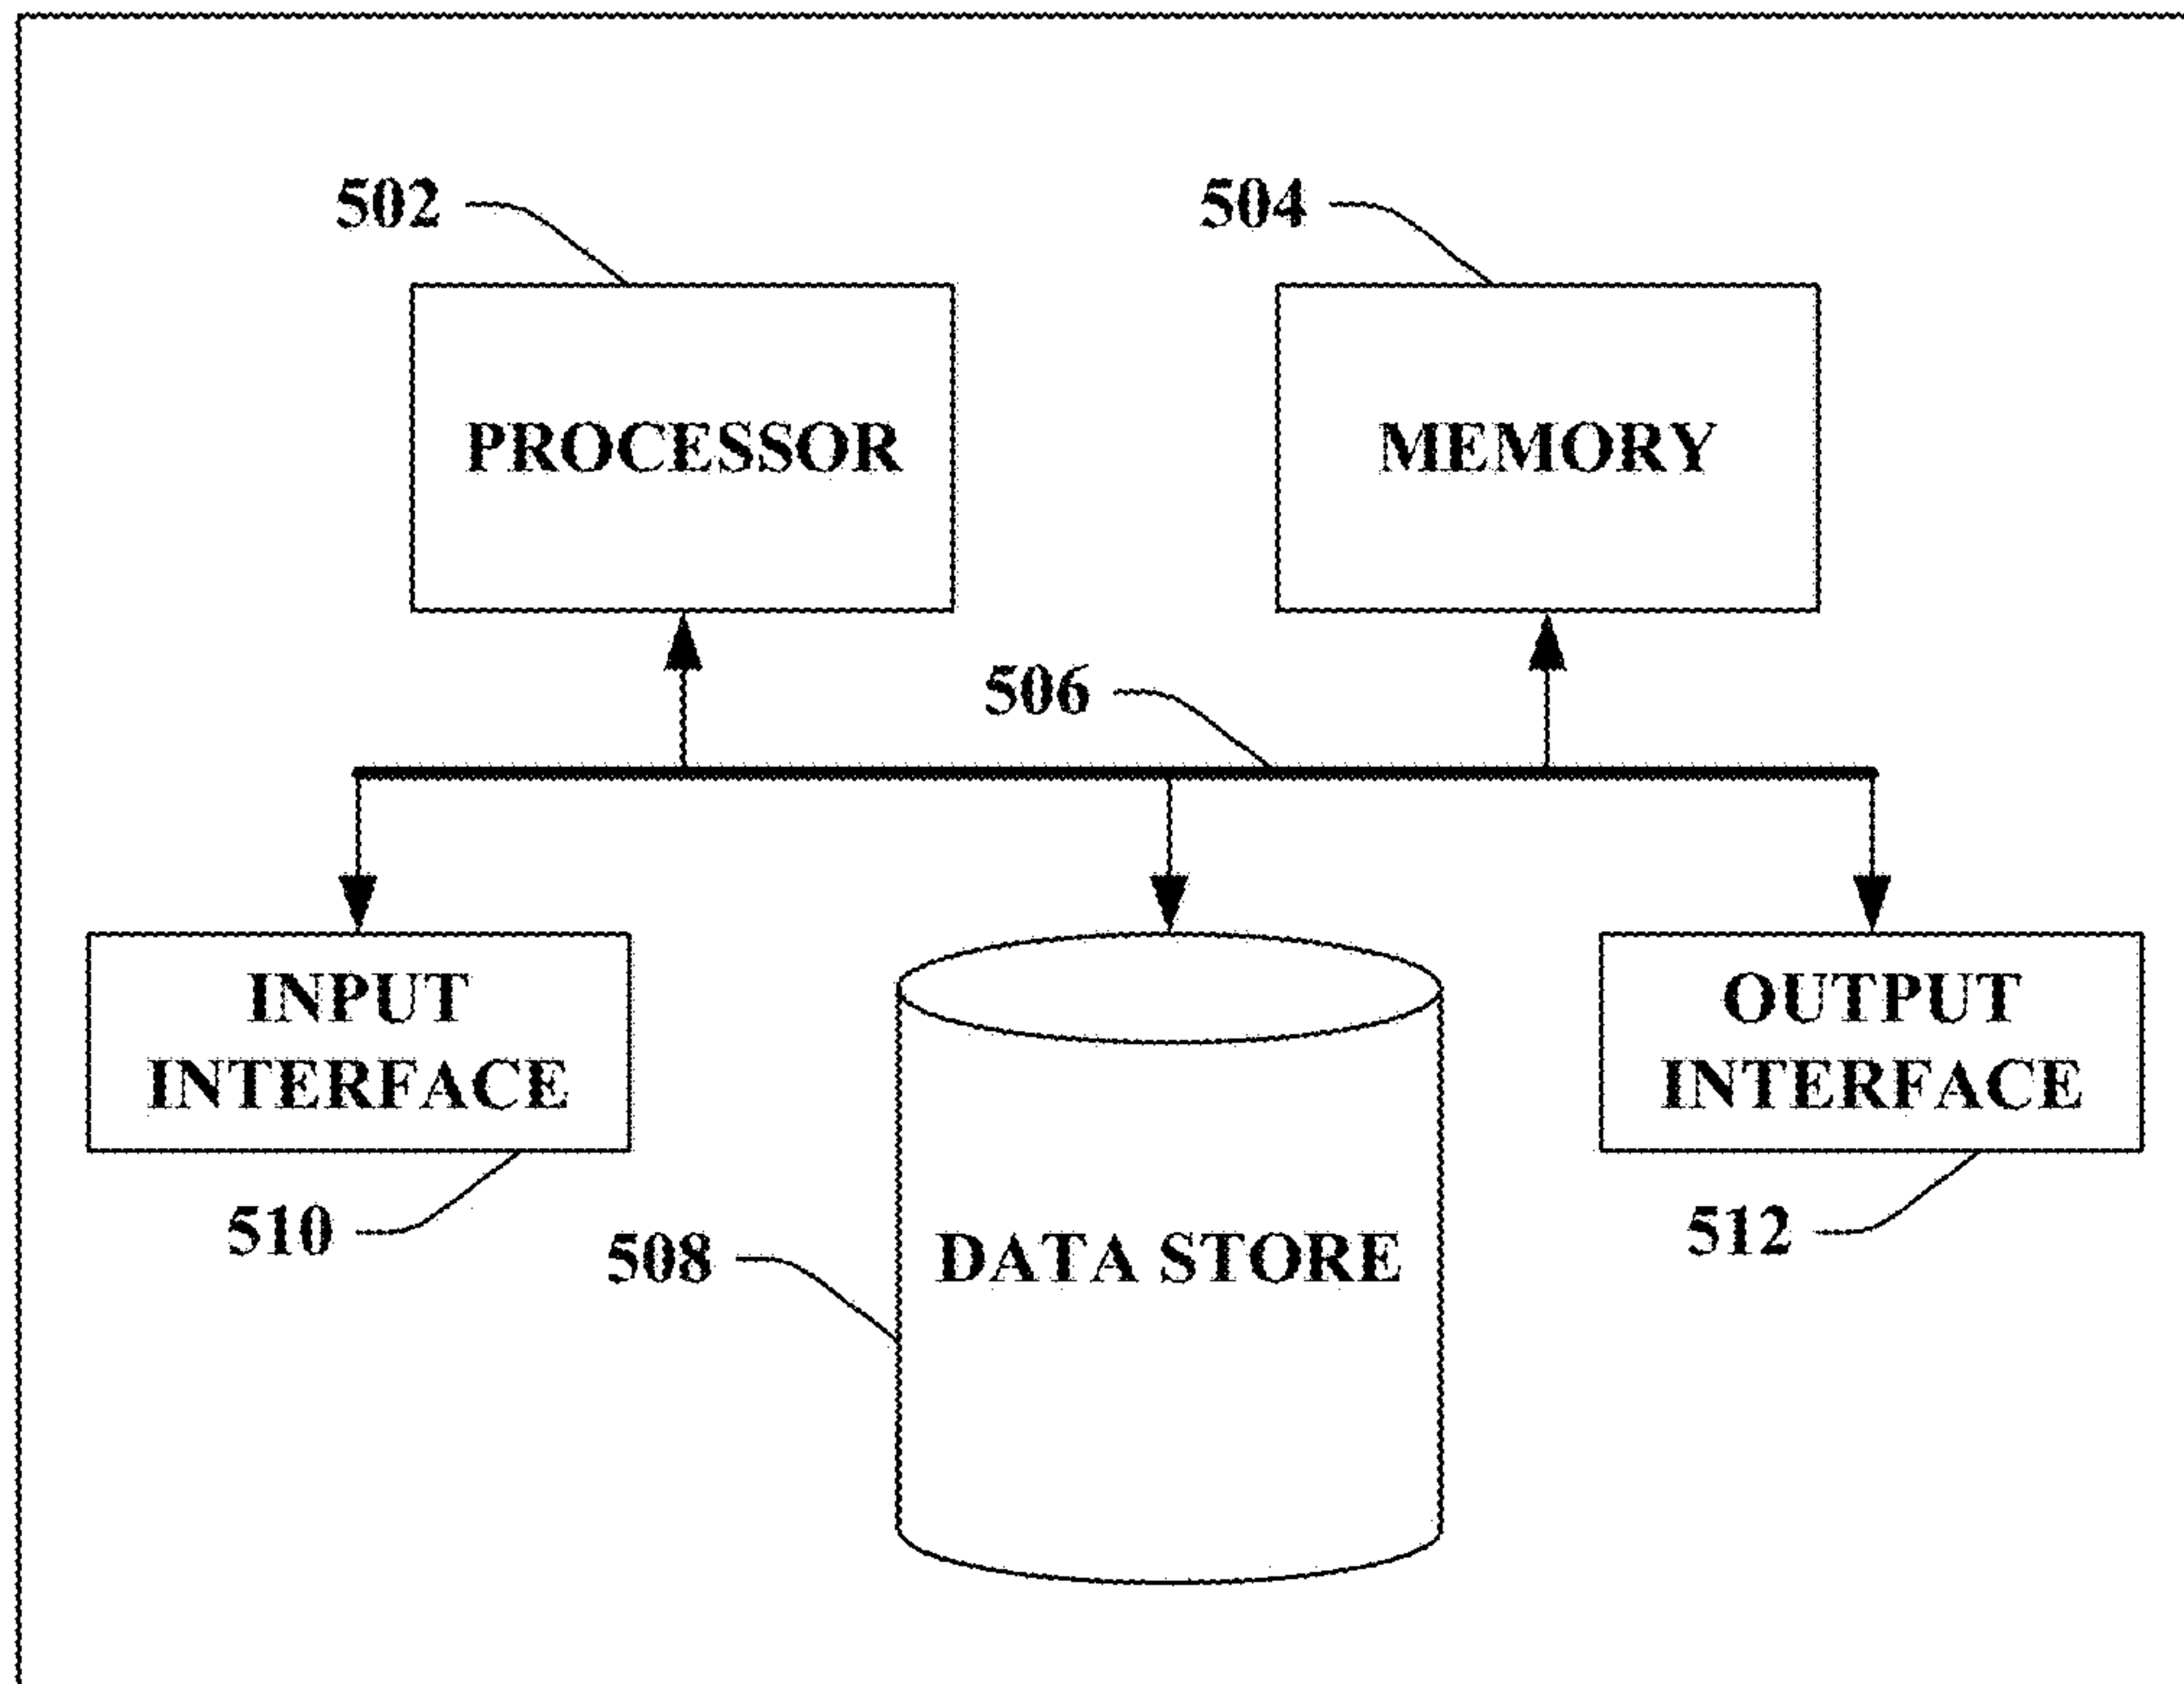 502
504
PROCESSOR
MEMORY
506
INPUT
INTERFACE
OUTPUT
INTERFACE
510
508
DATA STORE
512